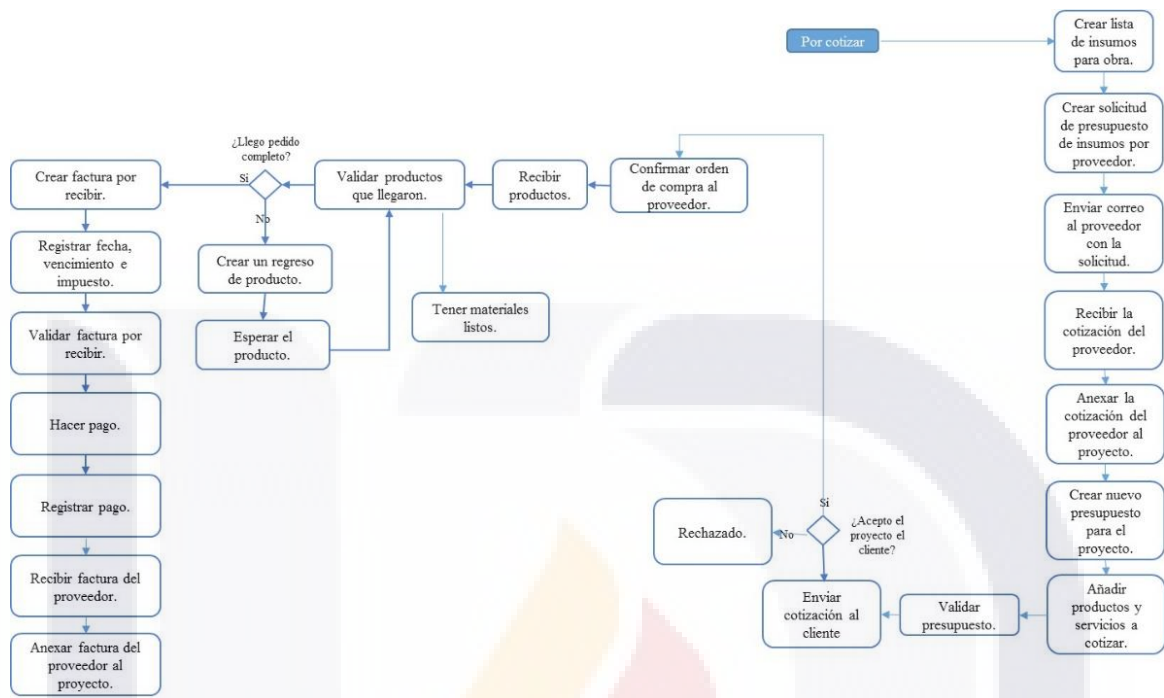 Por cotizar
Crear lista
de insumos
para obra.
Crear solicitud
de presupuesto
de insumos por
proveedor.
Enviar correo
al proveedor
con la
solicitud.
Recibir la
cotización del
proveedor.
Anexar la
cotización del
proveedor al
proyecto.
Crear nuevo
presupuesto
para el
proyecto.
Añadir
productos y
servicios a
cotizar.
Validar
presupuesto.
Enviar
cotización al
cliente
¿Acepto el
proyecto el
cliente?
No
Rechazado.
Si
Confirmar orden
de compra al
proveedor.
Recibir
productos.
Validar productos
que llegaron.
Tener materiales
listos.
¿Llego pedido
completo?
No
Crear un regreso
de producto.
Esperar el
producto.
Si
Crear factura por
recibir.
Registrar fecha,
vencimiento e
impuesto.
Validar factura por
recibir.
Hacer pago.
Registrar pago.
Recibir factura del
proveedor.
Anexar factura del
proveedor al
proyecto.